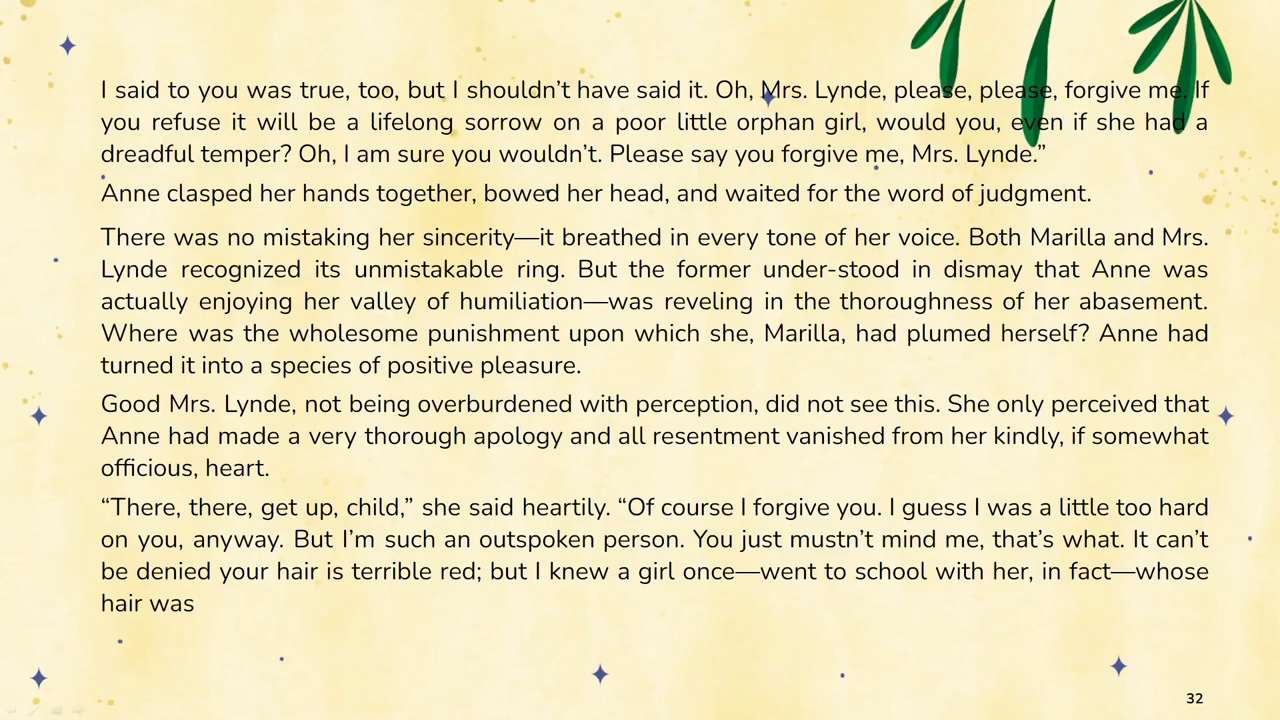 I said to you was true, too, but I shouldn’t have said it. Oh, Mrs. Lynde, please, please, forgive me. If
you refuse it will be a lifelong sorrow on a poor little orphan girl, would you, even if she had a
dreadful temper? Oh, I am sure you wouldn’t. Please say you forgive me, Mrs. Lynde.”
Anne clasped her hands together, bowed her head, and waited for the word of judgment.
There was no mistaking her sincerity—it breathed in every tone of her voice. Both Marilla and Mrs.
Lynde recognized its unmistakable ring. But the former under-stood in dismay that Anne was
actually enjoying her valley of humiliation—was reveling in the thoroughness of her abasement.
Where was the wholesome punishment upon which she, Marilla, had plumed herself? Anne had
turned it into a species of positive pleasure.
Good Mrs. Lynde, not being overburdened with perception, did not see this. She only perceived that
Anne had made a very thorough apology and all resentment vanished from her kindly, if somewhat
officious, heart.
“There, there, get up, child,” she said heartily. “Of course I forgive you. I guess I was a little too hard
on you, anyway. But I’m such an outspoken person. You just mustn’t mind me, that’s what. It can’t
be denied your hair is terrible red; but I knew a girl once—went to school with her, in fact—whose
hair was
32